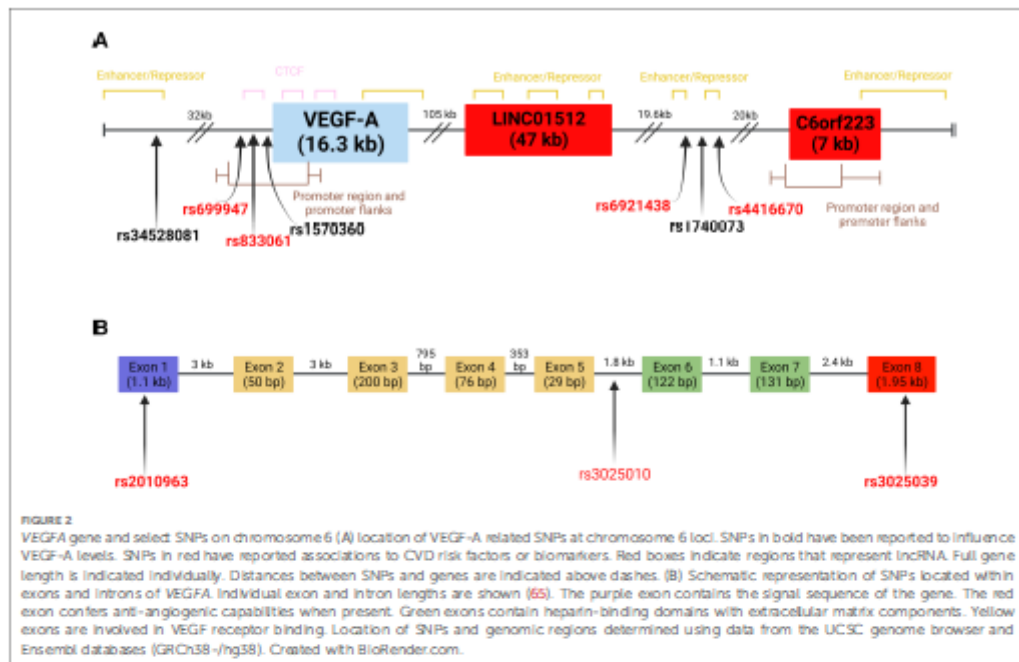 A
Enhancer/Repressor
CTCF
Enhancer/Repressor
Enhancer/Repressor
Enhancer/Repressor
32kb
VEGF-A
(16.3 kb)
105 kb
LINC01512
(47 kb)
19.6kb
20kb
C6orf223
(7 kb)
Promoter region and
promoter flanks
rs699947
rs34528081
rs833061
rs1570360
rs6921438
rs1740073
rs4416670
Promoter region and
promoter flanks
B
Exon 1
(1.1 kb)
3 kb
Exon 2
(50 bp)
3 kb
Exon 3
(200 bp)
795
bp
Exon 4
(76 bp)
353
bp
Exon 5
(29 bp)
1.8 kb
Exon 6
(122 bp)
1.1 kb
Exon 7
(131 bp)
2.4 kb
Exon 8
(1.95 kb)
rs2010963
rs3025010
rs3025039
FIGURE 2
VEGFA gene and select SNPs on chromosome 6 (A) location of VEGF-A related SNPs at chromosome 6 loci. SNPs in bold have been reported to influence
VEGF-A levels. SNPs in red have reported associations to CVD risk factors or biomarkers. Red boxes indicate regions that represent lncRNA. Full gene
length is indicated individually. Distances between SNPs and genes are indicated above dashes. (B) Schematic representation of SNPs located within
exons and introns of VEGFA. Individual exon and intron lengths are shown (65). The purple exon contains the signal sequence of the gene. The red
exon confers anti-angiogenic capabilities when present. Green exons contain heparin-binding domains with extracellular matrix components. Yellow
exons are involved in VEGF receptor binding. Location of SNPs and genomic regions determined using data from the UCSC genome browser and
Ensembl databases (GRCh38-/hg38). Created with BioRender.com.